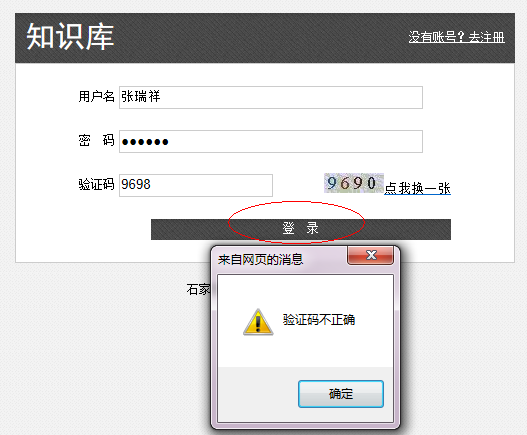 知识库
没有账号？去注册
用户名 张瑞祥
密 码 ●●●●●●
验证码 9698 9690 点我换一张
登 录
来自网页的消息
石家
验证码不正确
确定